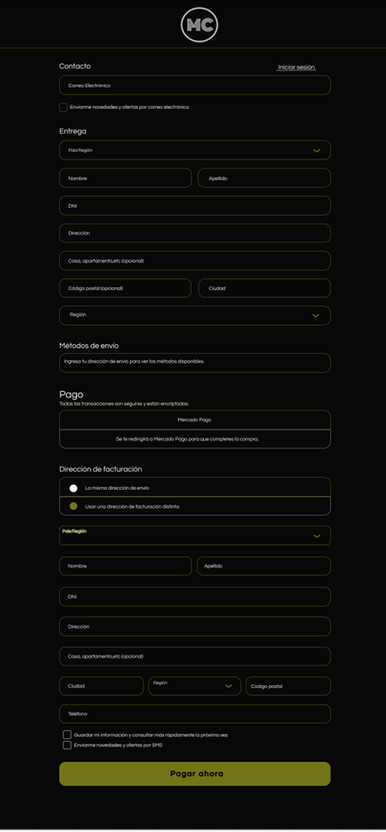 MC
Contacto
Iniciar sesión
Correo Electrónico
Enviarme novedades y ofertas por correo electrónico
Entrega
País/Región
Nombre
Apellido
DNI
Dirección
Casa, apartamento,etc (opcional)
Código postal (opcional)
Ciudad
Región
Métodos de envío
Ingresa tu dirección de envío para ver los métodos disponibles.
Pago
Todas las transacciones son seguras y están encriptadas.
Mercado Pago
Se te redirigirá a Mercado Pago para que completes la compra.
Dirección de facturación
La misma dirección de envío
Usar una dirección de facturación distinta
País/Región
Nombre
Apellido
DNI
Dirección
Casa, apartamento,etc (opcional)
Ciudad
Región
Código postal
Teléfono
Guardar mi información y consultar más rápidamente la próxima vez
Enviarme novedades y ofertas por SMS
Pagar ahora